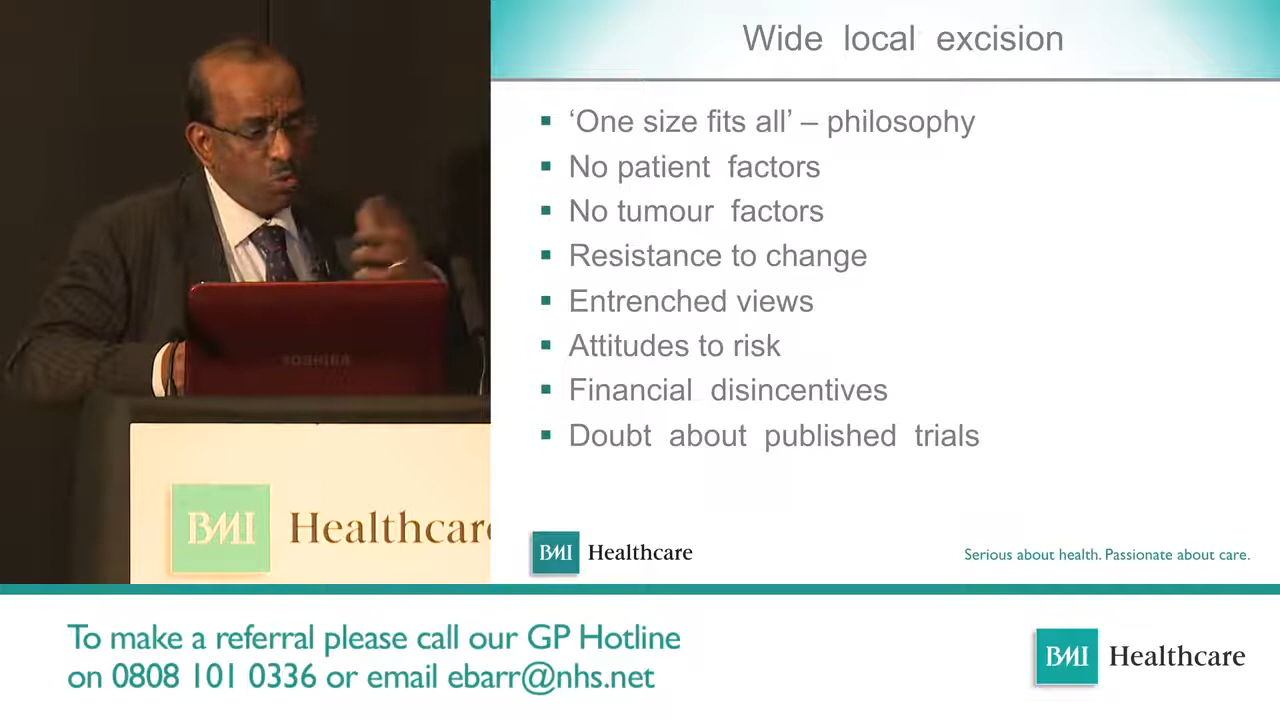 Wide local excision
▪ ‘One size fits all’ – philosophy
▪ No patient factors
▪ No tumour factors
▪ Resistance to change
▪ Entrenched views
▪ Attitudes to risk
▪ Financial disincentives
▪ Doubt about published trials
TOSHIBA
BMI Healthcare
BMI Healthcare
Serious about health. Passionate about care.
To make a referral please call our GP Hotline
on 0808 101 0336 or email ebarr@nhs.net
BMI Healthcare